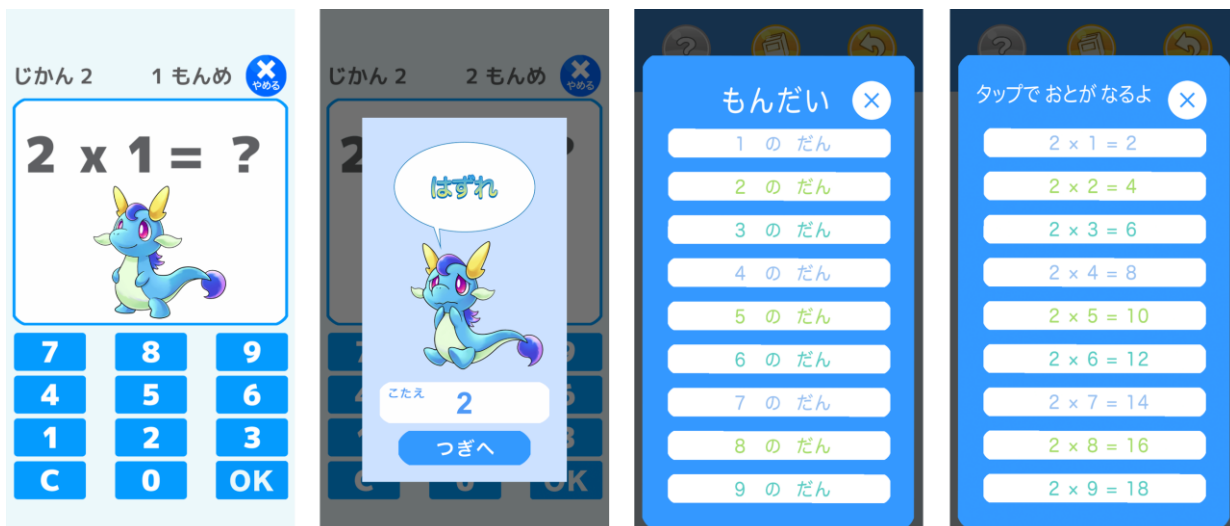 じかん 2 1 もんめ
やめる
2 x 1 = ?
7 8 9
4 5 6
1 2 3
C 0 OK
じかん 2 2 もんめ
やめる
2
はずれ
こたえ
2
つぎへ
C
K
?
もんだい
1 の だん
2 の だん
3 の だん
4 の だん
5 の だん
6 の だん
7 の だん
8 の だん
9 の だん
?
タップで おとが なるよ
2 × 1 = 2
2 × 2 = 4
2 × 3 = 6
2 × 4 = 8
2 × 5 = 10
2 × 6 = 12
2 × 7 = 14
2 × 8 = 16
2 × 9 = 18